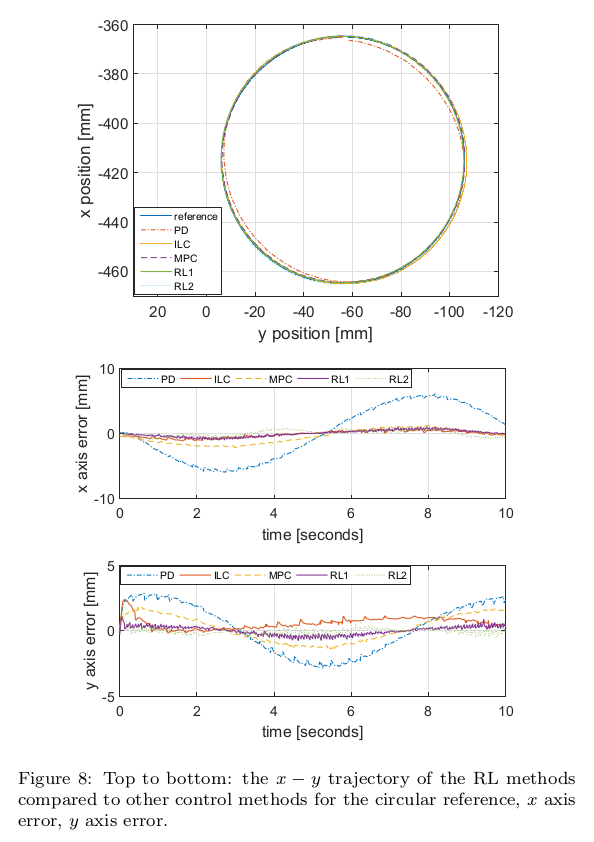 -360
-380
-400
-420
-440
-460
x position [mm]
reference
PD
ILC
MPC
RL1
RL2
20 0 -20 -40 -60 -80 -100 -120
y position [mm]
10
0
-10
x axis error [mm]
PD ILC MPC RL1 RL2
0 2 4 6 8 10
time [seconds]
5
0
-5
y axis error [mm]
PD ILC MPC RL1 RL2
0 2 4 6 8 10
time [seconds]
Figure 8: Top to bottom: the x − y trajectory of the RL methods
compared to other control methods for the circular reference, x axis
error, y axis error.